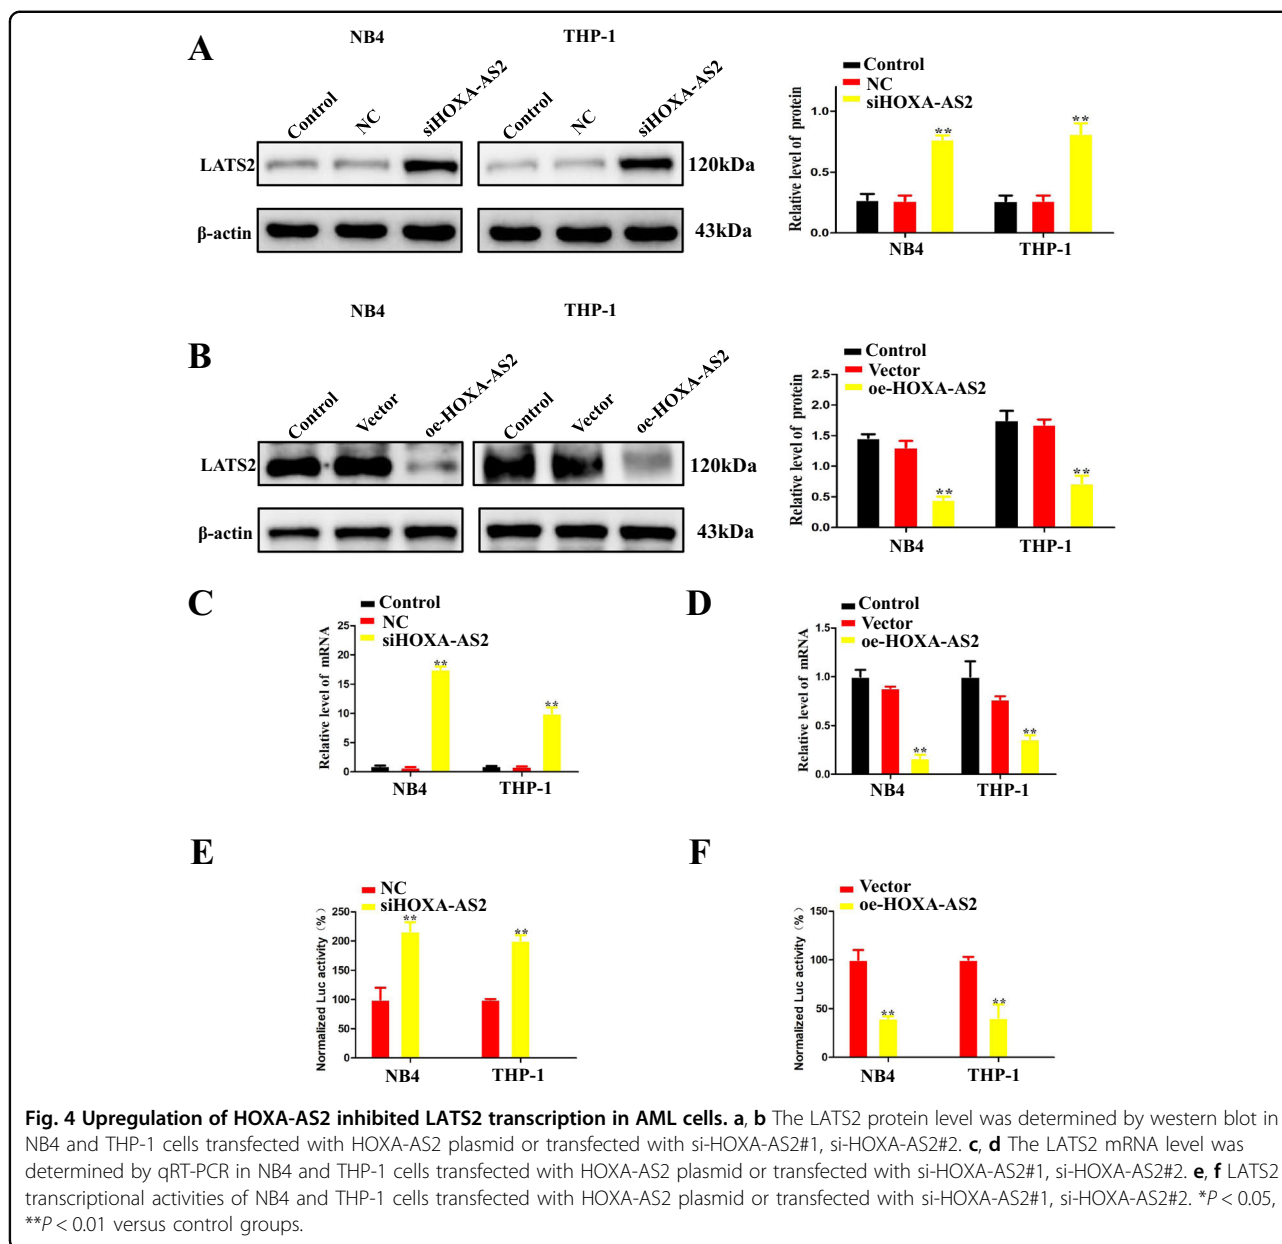 A
NB4
THP-1
Control
NC
siHOXA-AS2
Control
NC
siHOXA-AS2
LATS2
120kDa
β-actin
43kDa
Control
NC
siHOXA-AS2
Relative level of protein
1.0
0.5
0.0
**
**
NB4
THP-1
B
NB4
THP-1
Control
Vector
oe-HOXA-AS2
Control
Vector
oe-HOXA-AS2
LATS2
120kDa
β-actin
43kDa
Control
Vector
oe-HOXA-AS2
Relative level of protein
2.5
2.0
1.5
1.0
0.5
0.0
**
**
NB4
THP-1
C
Control
NC
siHOXA-AS2
Relative level of mRNA
25
20
15
10
5
0
**
**
NB4
THP-1
D
Control
Vector
oe-HOXA-AS2
Relative level of mRNA
1.5
1.0
0.5
0.0
**
**
NB4
THP-1
E
NC
siHOXA-AS2
Normalized Luc activity (%)
250
200
150
100
50
0
**
**
NB4
THP-1
F
Vector
oe-HOXA-AS2
Normalized Luc activity (%)
150
100
50
0
**
**
NB4
THP-1
Fig. 4 Upregulation of HOXA-AS2 inhibited LATS2 transcription in AML cells. a, b The LATS2 protein level was determined by western blot in
NB4 and THP-1 cells transfected with HOXA-AS2 plasmid or transfected with si-HOXA-AS2#1, si-HOXA-AS2#2. c, d The LATS2 mRNA level was
determined by qRT-PCR in NB4 and THP-1 cells transfected with HOXA-AS2 plasmid or transfected with si-HOXA-AS2#1, si-HOXA-AS2#2. e, f LATS2
transcriptional activities of NB4 and THP-1 cells transfected with HOXA-AS2 plasmid or transfected with si-HOXA-AS2#1, si-HOXA-AS2#2. *P < 0.05,
**P < 0.01 versus control groups.